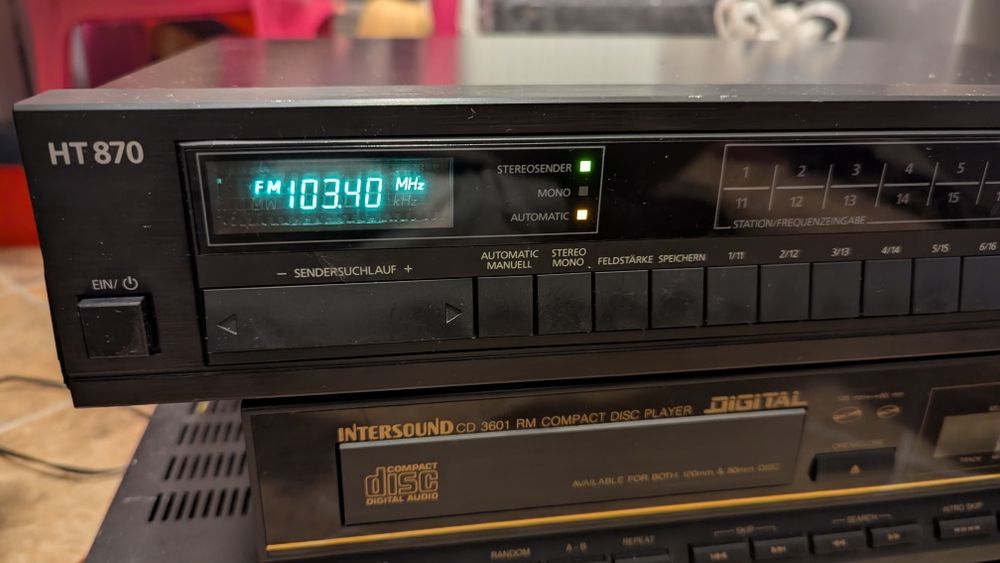 HT 870
FM 103.40 MHz
MW kHz
STEREOSENDER
MONO
AUTOMATIC
1 2 3 4 5
11 12 13 14 15
STATION/FREQUENZEINGABE
EIN/
– SENDERSUCHLAUF +
AUTOMATIC MANUELL
STEREO MONO
FELDSTÄRKE
SPEICHERN
1/11 2/12 3/13 4/14 5/15 6/16
INTERSOUND CD 3601 RM COMPACT DISC PLAYER DIGITAL
COMPACT
disc
DIGITAL AUDIO
AVAILABLE FOR BOTH, 120mm & 80mm DISC
OPEN/CLOSE
TRACK
RANDOM
A-B
REPEAT
SKIP
SEARCH
INTRO SKIP